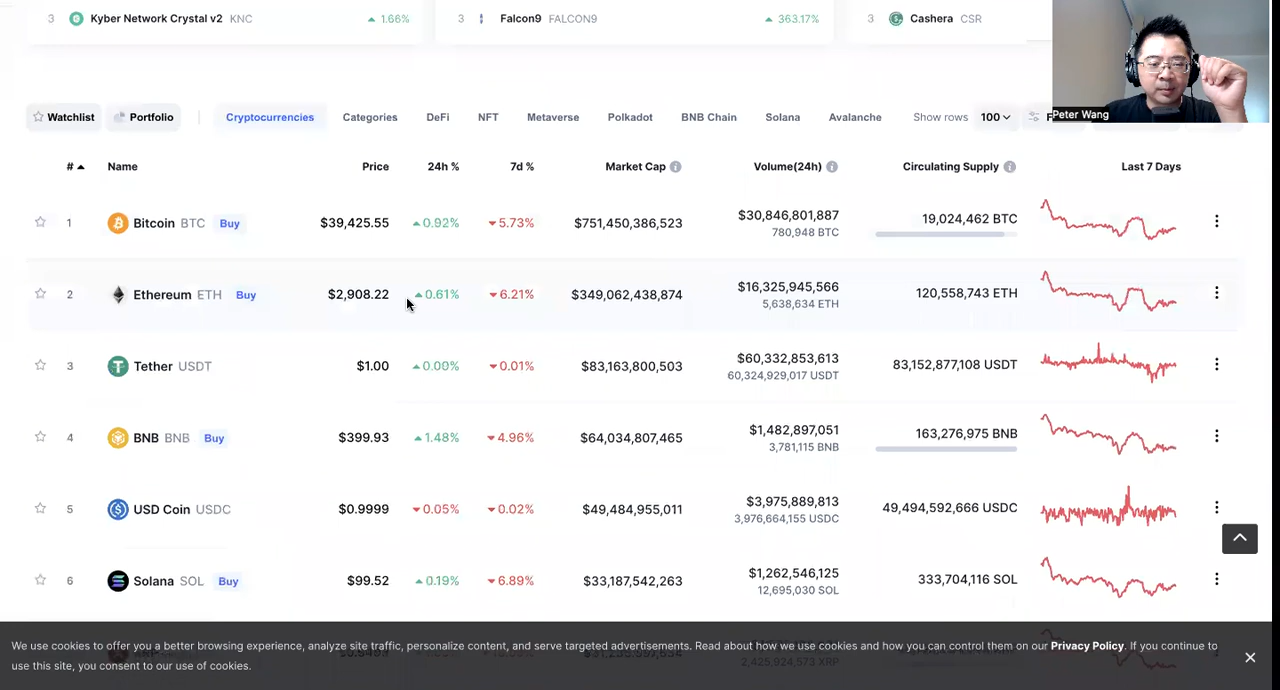 3 Kyber Network Crystal v2 KNC 1.66%
3 Falcon9 FALCON9 363.17%
3 Cashera CSR
Peter Wang
Watchlist Portfolio Cryptocurrencies Categories DeFi NFT Metaverse Polkadot BNB Chain Solana Avalanche Show rows 100
# Name Price 24h % 7d % Market Cap Volume(24h) Circulating Supply Last 7 Days
1 Bitcoin BTC Buy $39,425.55 0.92% 5.73% $751,450,386,523 $30,846,801,887 19,024,462 BTC
780,948 BTC
2 Ethereum ETH Buy $2,908.22 0.61% 6.21% $349,062,438,874 $16,325,945,566 120,558,743 ETH
5,638,634 ETH
3 Tether USDT $1.00 0.00% 0.01% $83,163,800,503 $60,332,853,613 83,152,877,108 USDT
60,324,929,017 USDT
4 BNB BNB Buy $399.93 1.48% 4.96% $64,034,807,465 $1,482,897,051 163,276,975 BNB
3,781,115 BNB
5 USD Coin USDC $0.9999 0.05% 0.02% $49,484,955,011 $3,975,889,813 49,494,592,666 USDC
3,976,664,155 USDC
6 Solana SOL Buy $99.52 0.19% 6.89% $33,187,542,263 $1,262,546,125 333,704,116 SOL
12,695,030 SOL
We use cookies to offer you a better browsing experience, analyze site traffic, personalize content, and serve targeted advertisements. Read about how we use cookies and how you can control them on our Privacy Policy. If you continue to
use this site, you consent to our use of cookies.
2,425,924,573 XRP